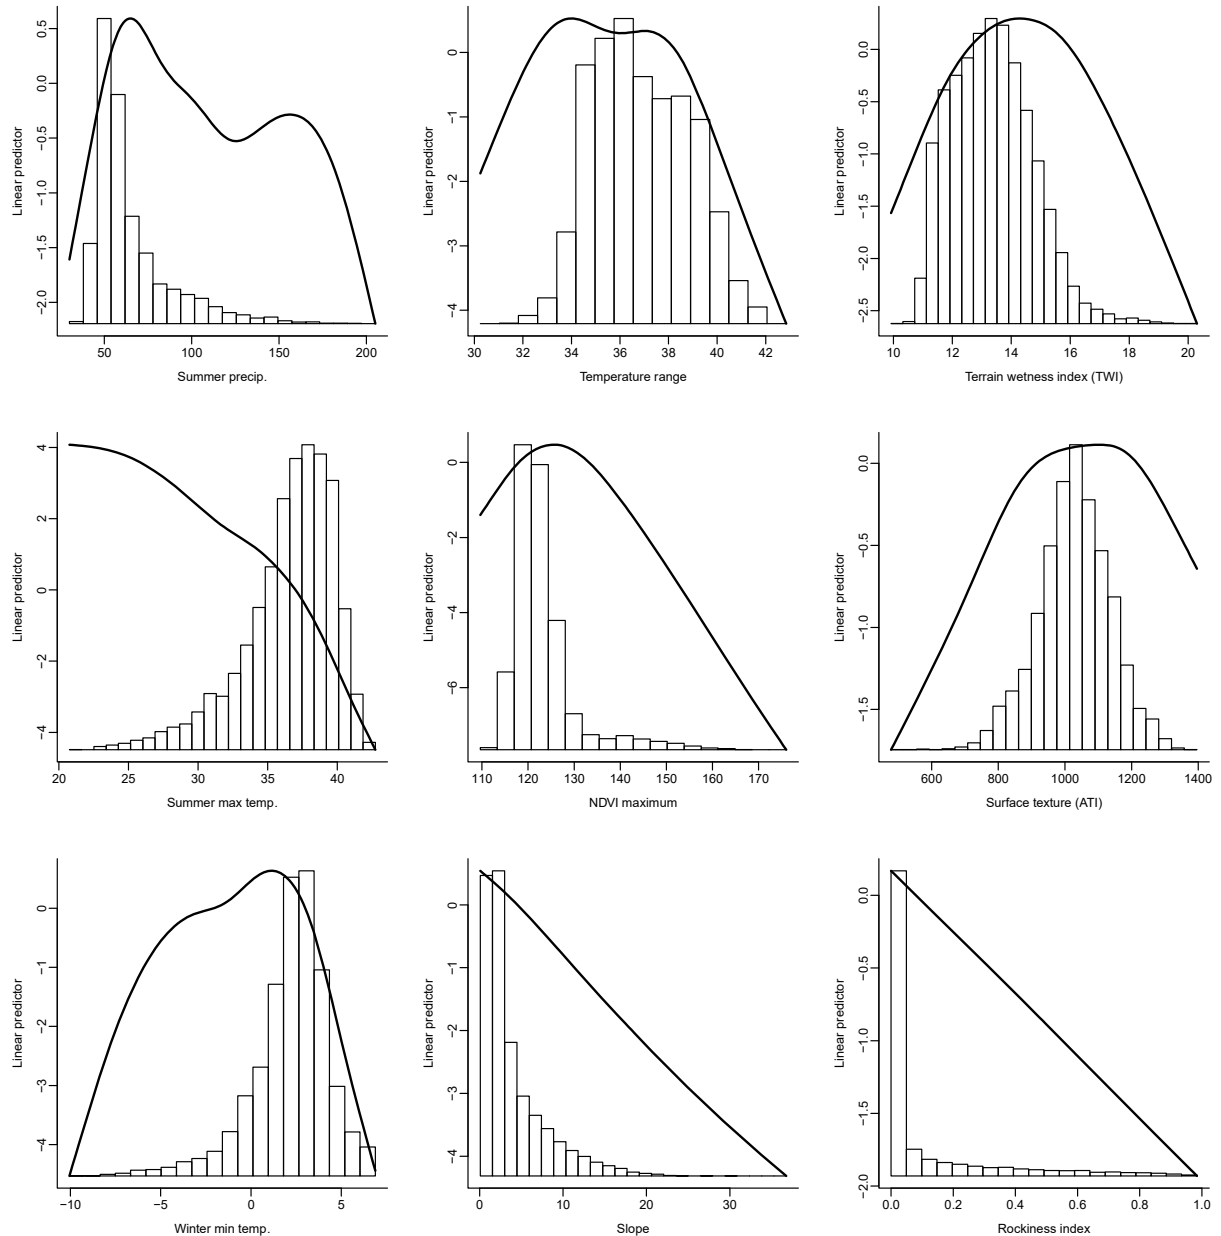 0.5
0.0
−0.5
−1.0
−1.5
−2.0
Linear predictor
50 100 150 200
Summer precip.
0
−1
−2
−3
−4
Linear predictor
30 32 34 36 38 40 42
Temperature range
0.0
−0.5
−1.0
−1.5
−2.0
−2.5
Linear predictor
10 12 14 16 18 20
Terrain wetness index (TWI)
4
2
0
−2
−4
Linear predictor
20 25 30 35 40
Summer max temp.
0
−2
−4
−6
Linear predictor
110 120 130 140 150 160 170
NDVI maximum
0.0
−0.5
−1.0
−1.5
Linear predictor
600 800 1000 1200 1400
Surface texture (ATI)
0
−1
−2
−3
−4
Linear predictor
−10 −5 0 5
Winter min temp.
0
−1
−2
−3
−4
Linear predictor
0 10 20 30
Slope
0.0
−0.5
−1.0
−1.5
−2.0
Linear predictor
0.0 0.2 0.4 0.6 0.8 1.0
Rockiness index